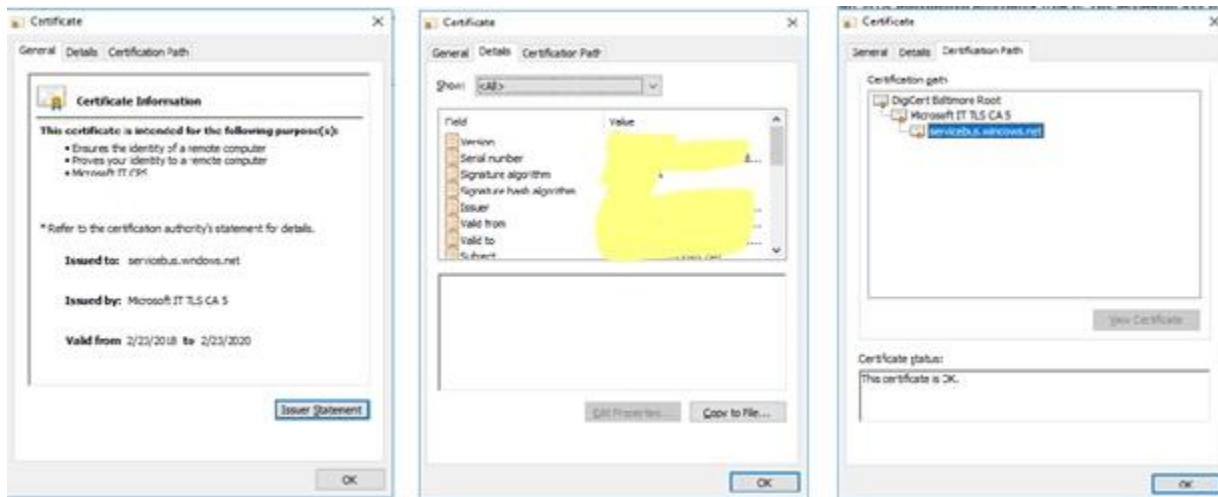 Certificate
General Details Certification Path
Certificate Information
This certificate is intended for the following purpose(s):
• Ensures the identity of a remote computer
• Proves your identity to a remote computer
• Microsoft IT CPS
* Refer to the certification authority's statement for details.
Issued to: servicebus.windows.net
Issued by: Microsoft IT TLS CA 5
Valid from 2/23/2018 to 2/23/2020
Issuer Statement
OK
Certificate
General Details Certification Path
Show: <All>
Field Value
Version
Serial number
Signature algorithm
Signature hash algorithm
Issuer
Valid from
Valid to
Subject
Edit Properties... Copy to File...
OK
Certificate
General Details Certification Path
Certification path
DigiCert Baltimore Root
Microsoft IT TLS CA 5
servicebus.windows.net
View Certificate
Certificate status:
This certificate is OK.
OK